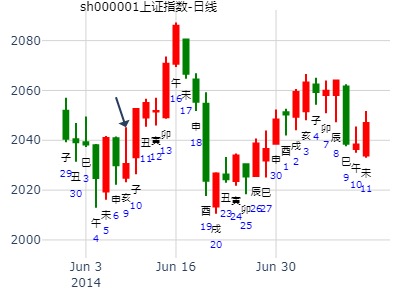 sh000001上证指数-日线
2080
2060
2040
2020
2000
子
29
丑
30
巳
3
午
4
未
5
申
6
亥
9
子
10
丑
11
寅
12
卯
13
午
16
未
17
申
18
酉
19
戌
20
丑
23
寅
24
卯
25
辰
26
巳
27
申
30
酉
1
戌
2
亥
3
子
4
卯
7
辰
8
巳
9
午
10
未
11
Jun 3
2014
Jun 16
Jun 30